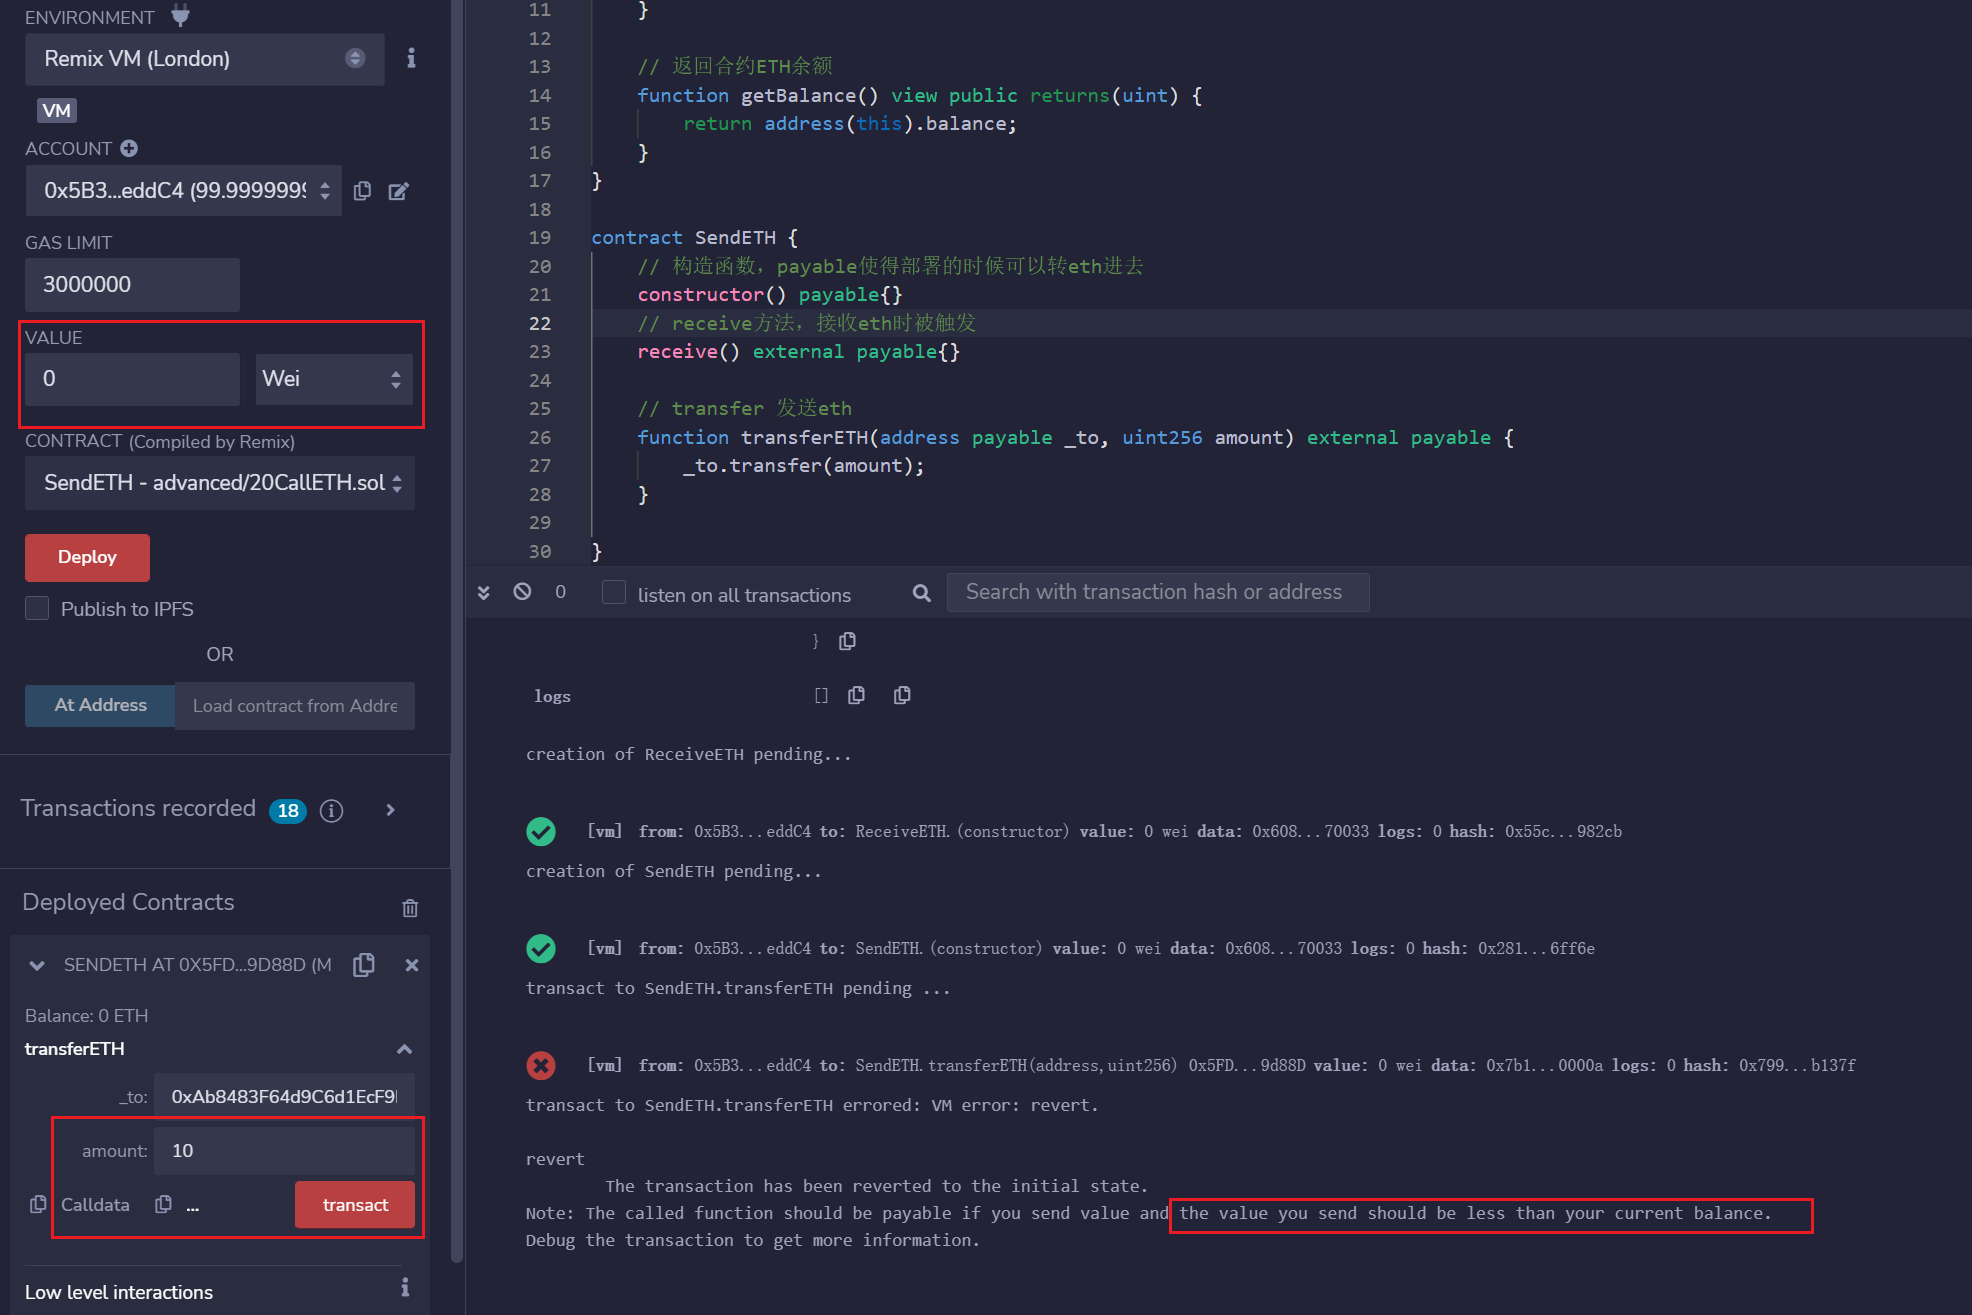 ENVIRONMENT
Remix VM (London)
VM
ACCOUNT
0x5B3...eddC4 (99.9999999
GAS LIMIT
3000000
VALUE
0 Wei
CONTRACT (Compiled by Remix)
SendETH - advanced/20CallETH.sol
Deploy
Publish to IPFS
OR
At Address Load contract from Addre
Transactions recorded 18
Deployed Contracts
SENDETH AT 0X5FD...9D88D (M
Balance: 0 ETH
transferETH
_to: 0xAb8483F64d9C6d1EcF9
amount: 10
Calldata ... transact
Low level interactions
11 }
12
13 // 返回合约ETH余额
14 function getBalance() view public returns(uint) {
15 return address(this).balance;
16 }
17 }
18
19 contract SendETH {
20 // 构造函数，payable使得部署的时候可以转eth进去
21 constructor() payable{}
22 // receive方法，接收eth时被触发
23 receive() external payable{}
24
25 // transfer 发送eth
26 function transferETH(address payable _to, uint256 amount) external payable {
27 _to.transfer(amount);
28 }
29
30 }
0 listen on all transactions Search with transaction hash or address
}
logs []
creation of ReceiveETH pending...
[vm] from: 0x5B3...eddC4 to: ReceiveETH.(constructor) value: 0 wei data: 0x608...70033 logs: 0 hash: 0x55c...982cb
creation of SendETH pending...
[vm] from: 0x5B3...eddC4 to: SendETH.(constructor) value: 0 wei data: 0x608...70033 logs: 0 hash: 0x281...6ff6e
transact to SendETH.transferETH pending ...
[vm] from: 0x5B3...eddC4 to: SendETH.transferETH(address,uint256) 0x5FD...9d88D value: 0 wei data: 0x7b1...0000a logs: 0 hash: 0x799...b137f
transact to SendETH.transferETH errored: VM error: revert.
revert
The transaction has been reverted to the initial state.
Note: The called function should be payable if you send value and the value you send should be less than your current balance.
Debug the transaction to get more information.